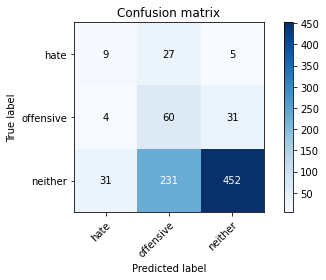 Confusion matrix
True label
hate 9 27 5
offensive 4 60 31
neither 31 231 452
hate offensive neither
Predicted label
450
400
350
300
250
200
150
100
50